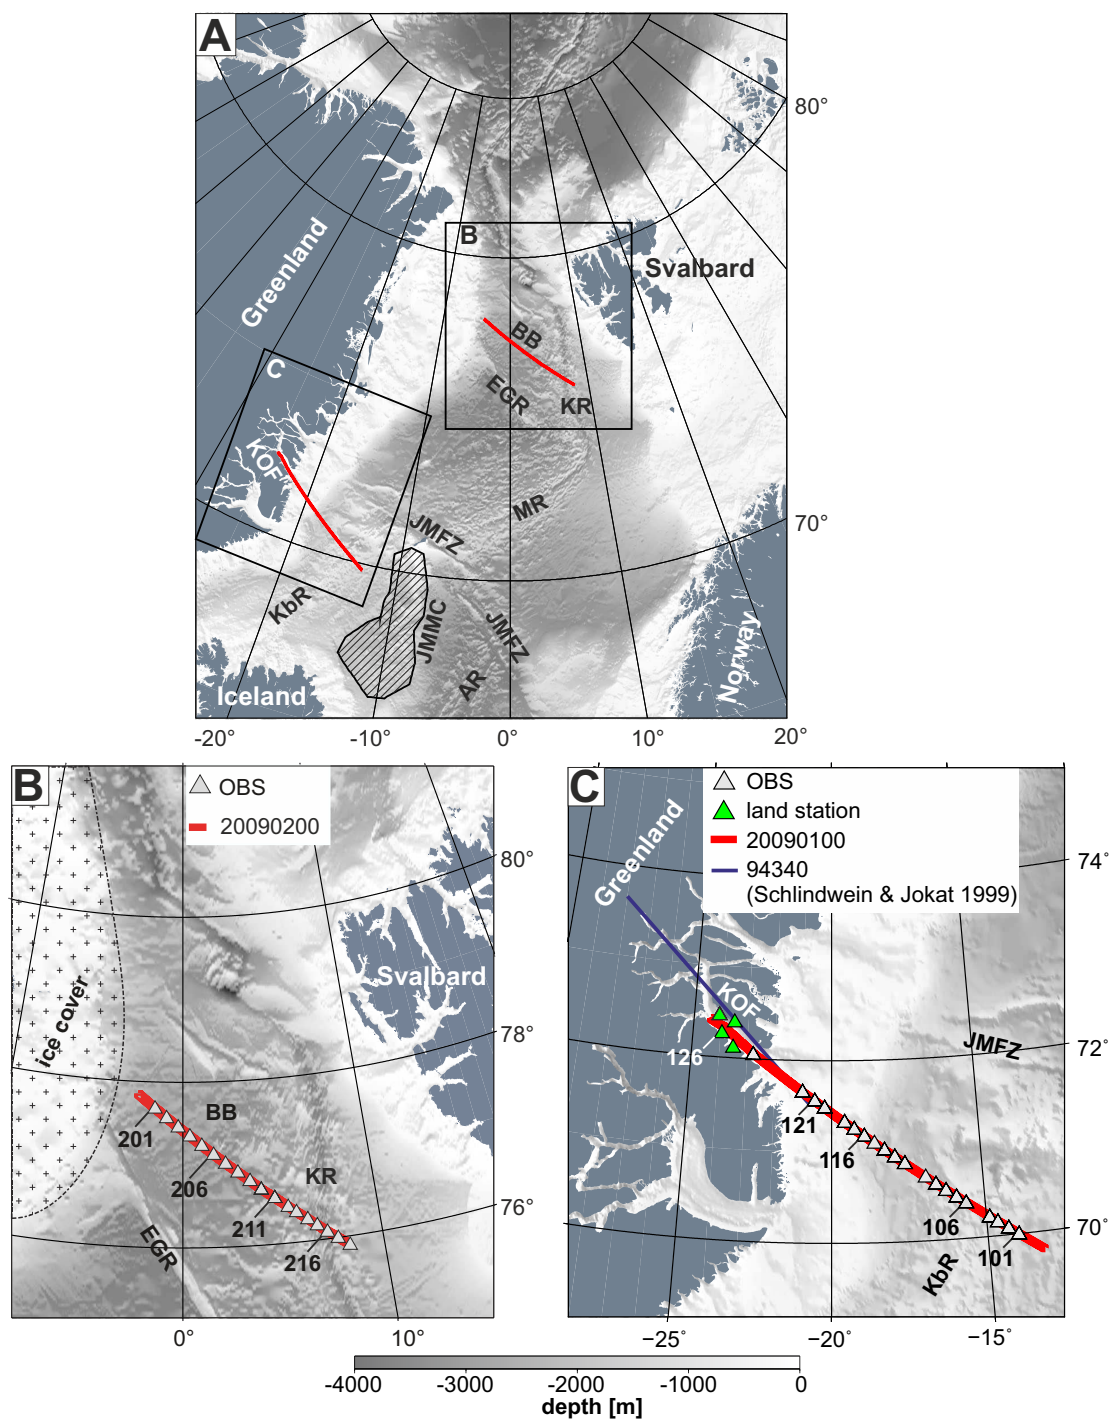 A
80°
B
Svalbard
Greenland
BB
EGR
KR
C
KOF
MR
70°
JMFZ
KbR
JMMC
JMFZ
AR
Norway
Iceland
-20°
-10°
0°
10°
20°
B
OBS
20090200
80°
Svalbard
ice cover
78°
BB
201
KR
206
76°
211
EGR
216
0°
10°
C
OBS
land station
20090100
94340
(Schlindwein & Jokat 1999)
74°
Greenland
KOF
126
JMFZ
72°
121
116
106
70°
101
KbR
−25°
−20°
−15°
-4000
-3000
-2000
-1000
0
depth [m]